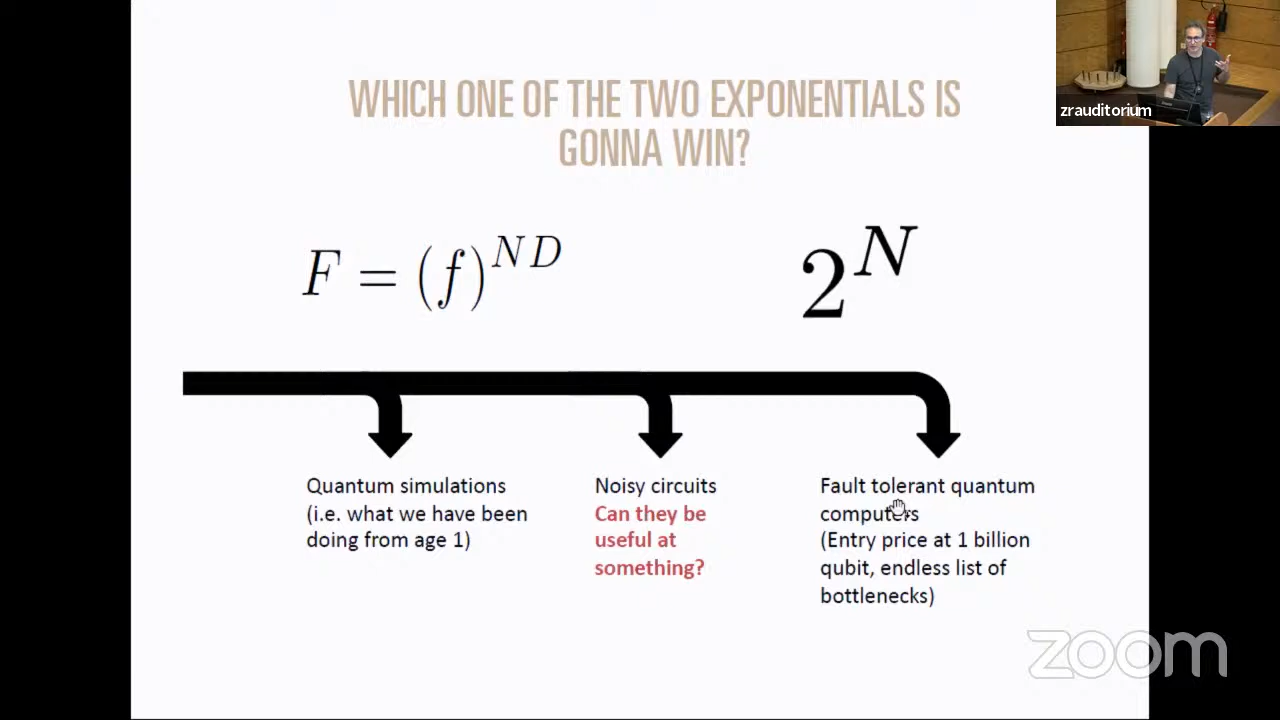 WHICH ONE OF THE TWO EXPONENTIALS IS
GONNA WIN?
F = (f)^{ND}
2^N
Quantum simulations
(i.e. what we have been
doing from age 1)
Noisy circuits
Can they be
useful at
something?
Fault tolerant quantum
computers
(Entry price at 1 billion
qubit, endless list of
bottlenecks)
zrauditorium
zoom